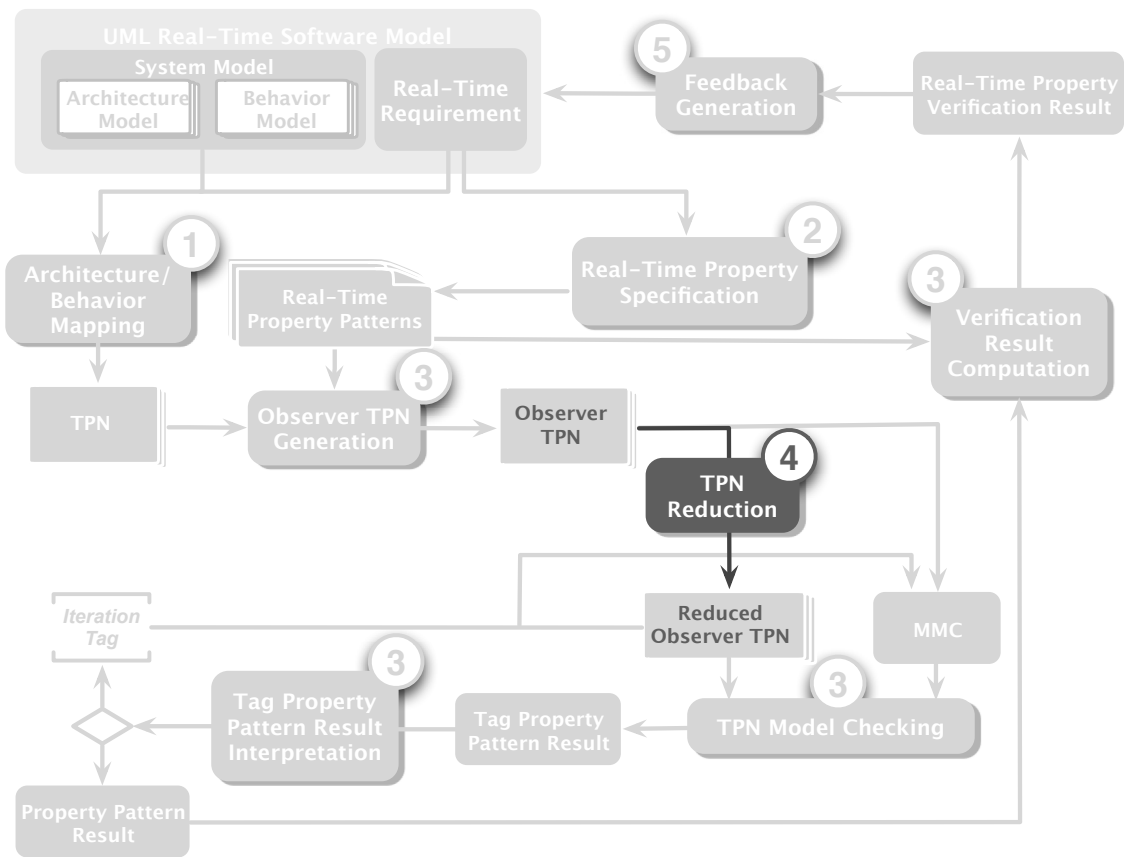 UML Real-Time Software Model
System Model
Architecture
Model
Behavior
Model
Real-Time
Requirement
5
Feedback
Generation
Real-Time Property
Verification Result
1
Architecture/
Behavior
Mapping
Real-Time
Property Patterns
2
Real-Time Property
Specification
3
Verification
Result
Computation
TPN
3
Observer TPN
Generation
Observer
TPN
4
TPN
Reduction
Iteration
Tag
Reduced
Observer TPN
MMC
3
Tag Property
Pattern Result
Interpretation
Tag Property
Pattern Result
3
TPN Model Checking
Property Pattern
Result